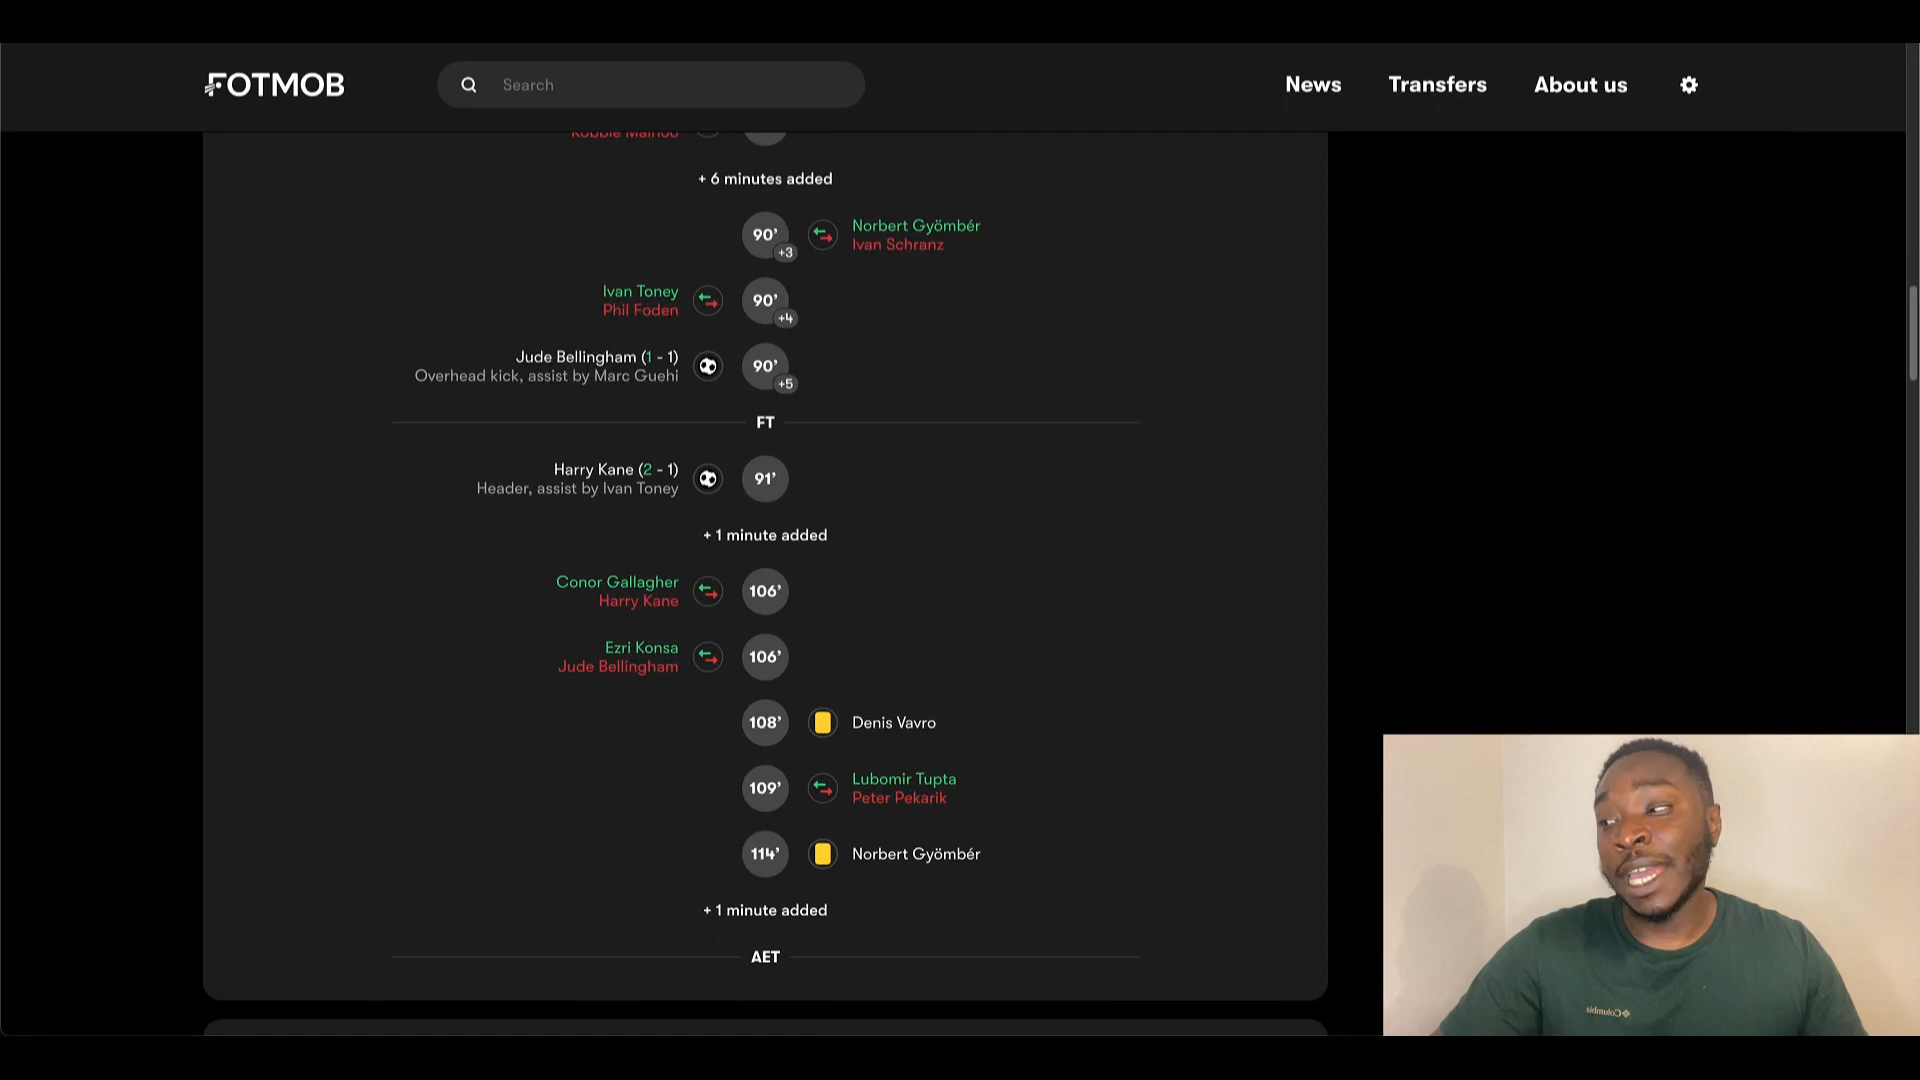 FOTMOB
Search
News
Transfers
About us
+ 6 minutes added
90’
+3
Norbert Gyömbér
Ivan Schranz
Ivan Toney
Phil Foden
90’
+4
Jude Bellingham (1 - 1)
Overhead kick, assist by Marc Guehi
90’
+5
FT
Harry Kane (2 - 1)
Header, assist by Ivan Toney
91’
+ 1 minute added
Conor Gallagher
Harry Kane
106’
Ezri Konsa
Jude Bellingham
106’
108’
Denis Vavro
109’
Lubomir Tupta
Peter Pekarik
114’
Norbert Gyömbér
+ 1 minute added
AET
Columbia